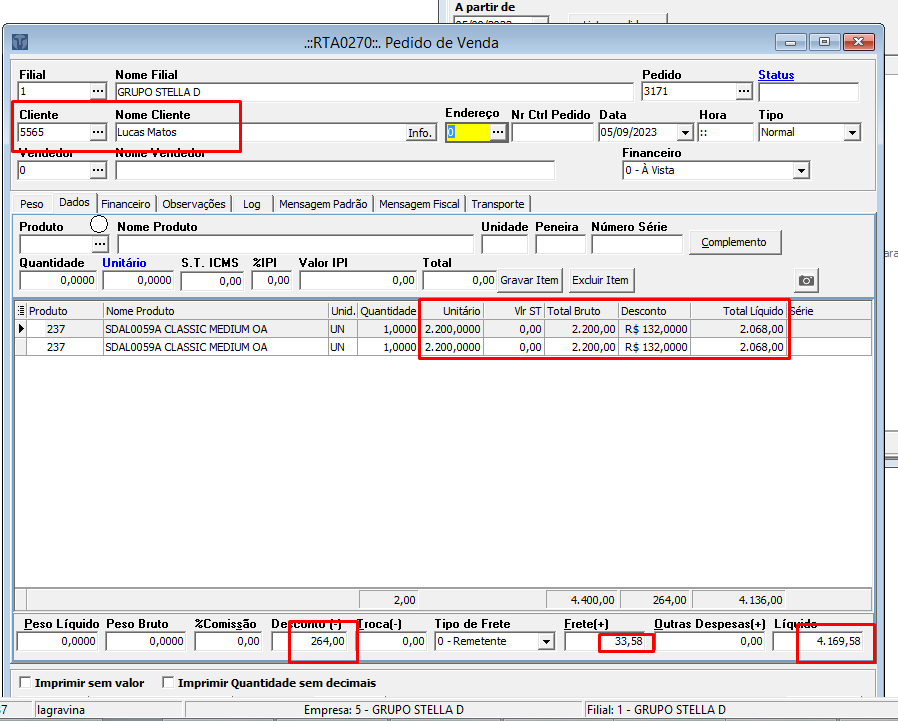 A partir de
.::RTA0270::. Pedido de Venda
Filial Nome Filial Pedido Status
1 ... GRUPO STELLA D 3171 ...
Cliente Nome Cliente Endereço Nr Ctrl Pedido Data Hora Tipo
5565 ... Lucas Matos Info. 0 ... 05/09/2023 :: Normal
Vendedor Nome Vendedor Financeiro
0 ... 0 - À Vista
Peso Dados Financeiro Observações Log Mensagem Padrão Mensagem Fiscal Transporte
Produto Nome Produto Unidade Peneira Número Série
... Complemento
Quantidade Unitário S.T. ICMS %IPI Valor IPI Total
0,0000 0,0000 0,00 0,00 0,00 0,00 Gravar Item Excluir Item
Produto Nome Produto Unid. Quantidade Unitário Vlr ST Total Bruto Desconto Total Líquido Série
237 SDAL0059A CLASSIC MEDIUM OA UN 1,0000 2.200,0000 0,00 2.200,00 R$ 132,0000 2.068,00
237 SDAL0059A CLASSIC MEDIUM OA UN 1,0000 2.200,0000 0,00 2.200,00 R$ 132,0000 2.068,00
2,00 4.400,00 264,00 4.136,00
Peso Líquido Peso Bruto %Comissão Desconto (-) Troca(-) Tipo de Frete Frete(+) Outras Despesas(+) Líquido
0,0000 0,0000 0,00 264,00 0,00 0 - Remetente 33,58 0,00 4.169,58
Imprimir sem valor Imprimir Quantidade sem decimais
lagravina Empresa: 5 - GRUPO STELLA D Filial: 1 - GRUPO STELLA D